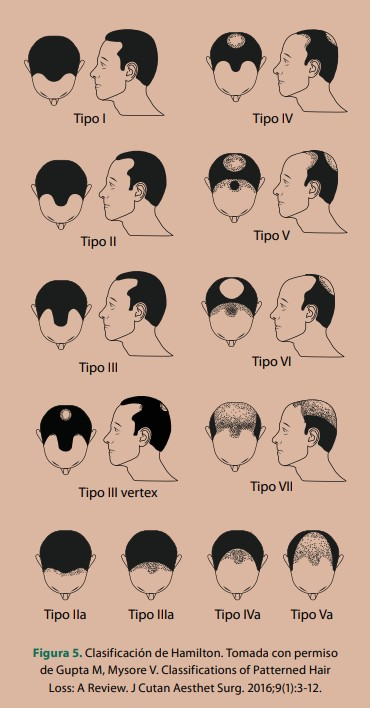 Tipo I
Tipo IV
Tipo II
Tipo V
Tipo III
Tipo VI
Tipo III vertex
Tipo VII
Tipo IIa
Tipo IIIa
Tipo IVa
Tipo Va
Figura 5. Clasificación de Hamilton. Tomada con permiso
de Gupta M, Mysore V. Classifications of Patterned Hair
Loss: A Review. J Cutan Aesthet Surg. 2016;9(1):3-12.